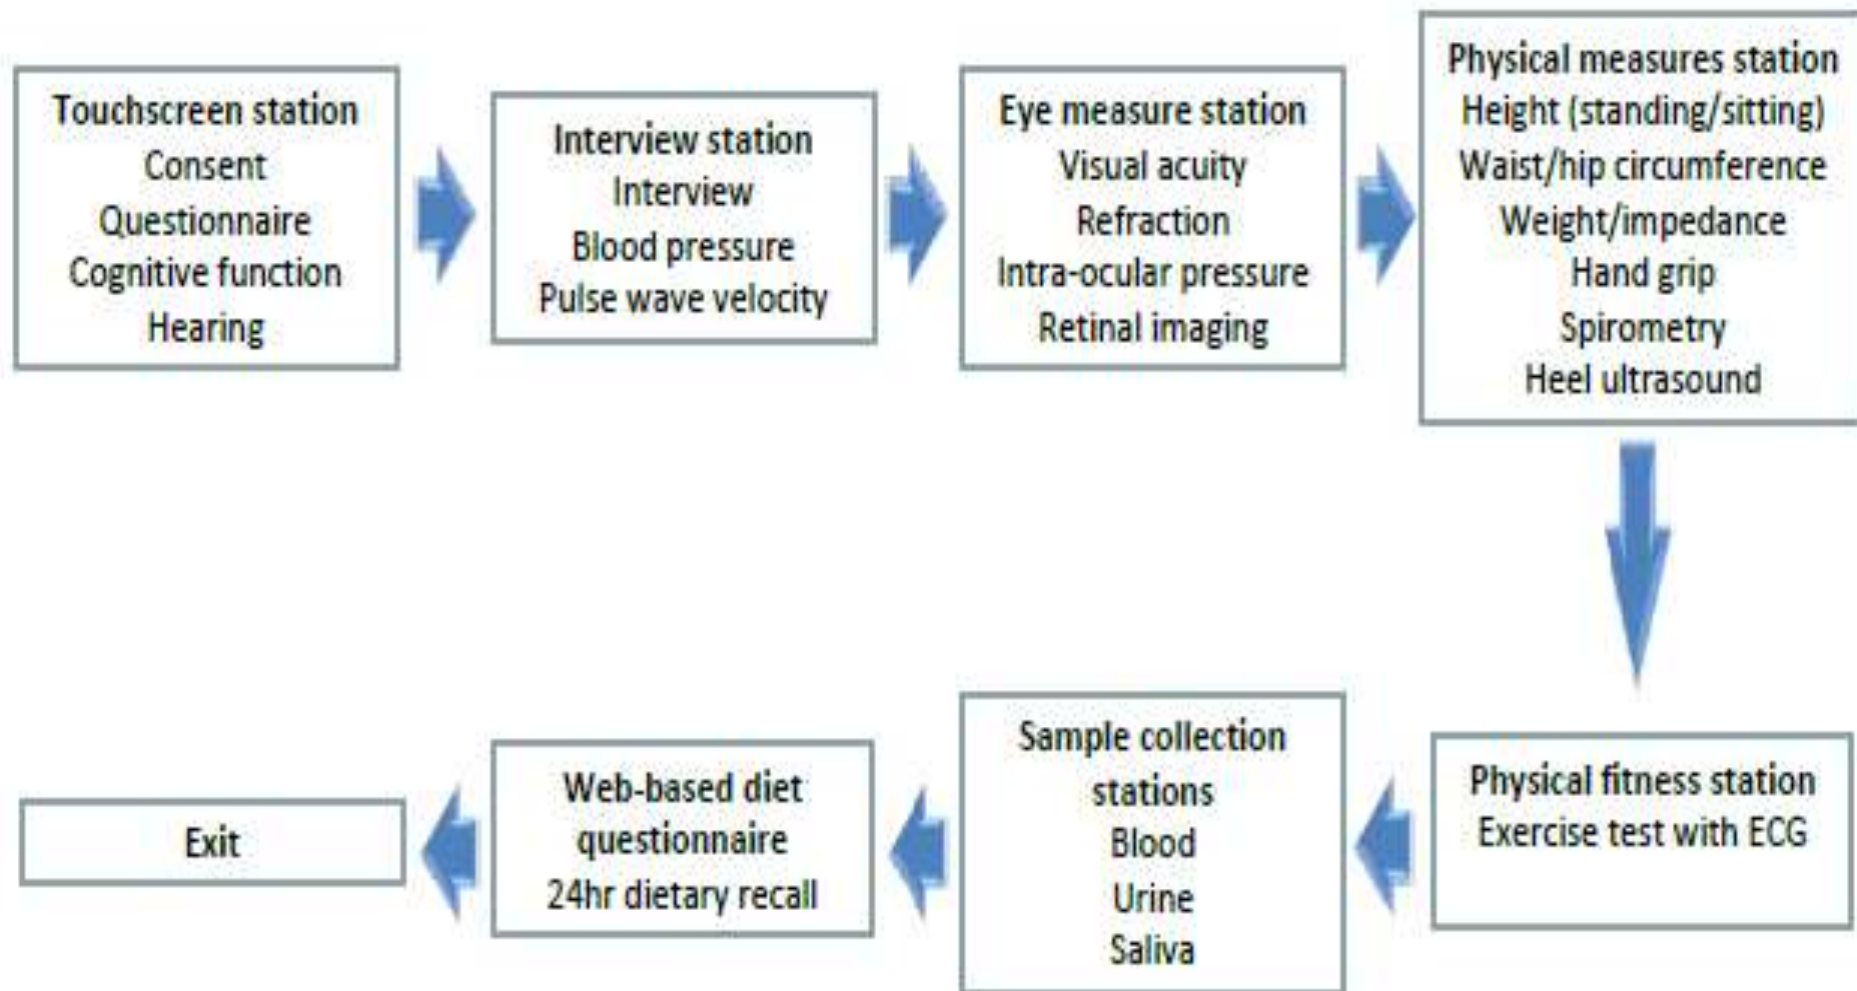 Touchscreen station
Consent
Questionnaire
Cognitive function
Hearing
Interview station
Interview
Blood pressure
Pulse wave velocity
Eye measure station
Visual acuity
Refraction
Intra-ocular pressure
Retinal imaging
Physical measures station
Height (standing/sitting)
Waist/hip circumference
Weight/impedance
Hand grip
Spirometry
Heel ultrasound
Physical fitness station
Exercise test with ECG
Sample collection
stations
Blood
Urine
Saliva
Web-based diet
questionnaire
24hr dietary recall
Exit